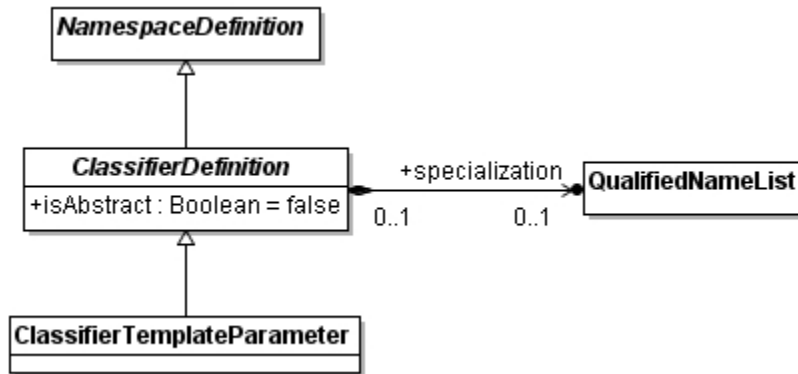 NamespaceDefinition
ClassifierDefinition
+isAbstract : Boolean = false
+specialization
0..1
0..1
QualifiedNameList
ClassifierTemplateParameter